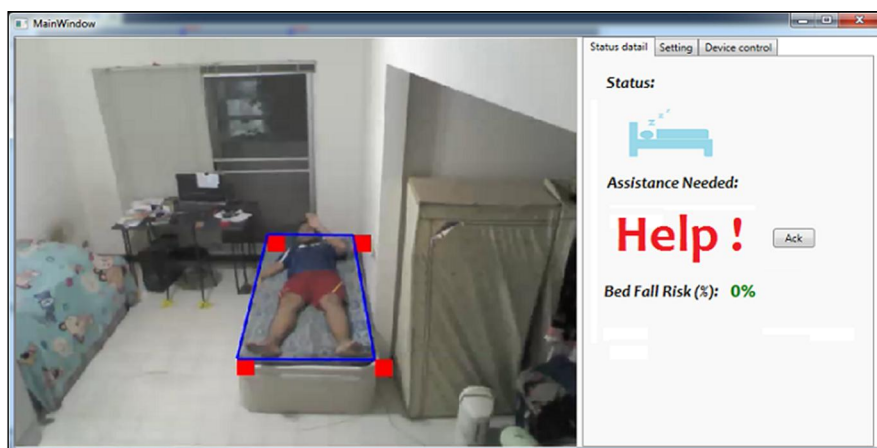 MainWindow
Status datail
Setting
Device control
Status:
z z z
Assistance Needed:
Help !
Ack
Bed Fall Risk (%): 0%